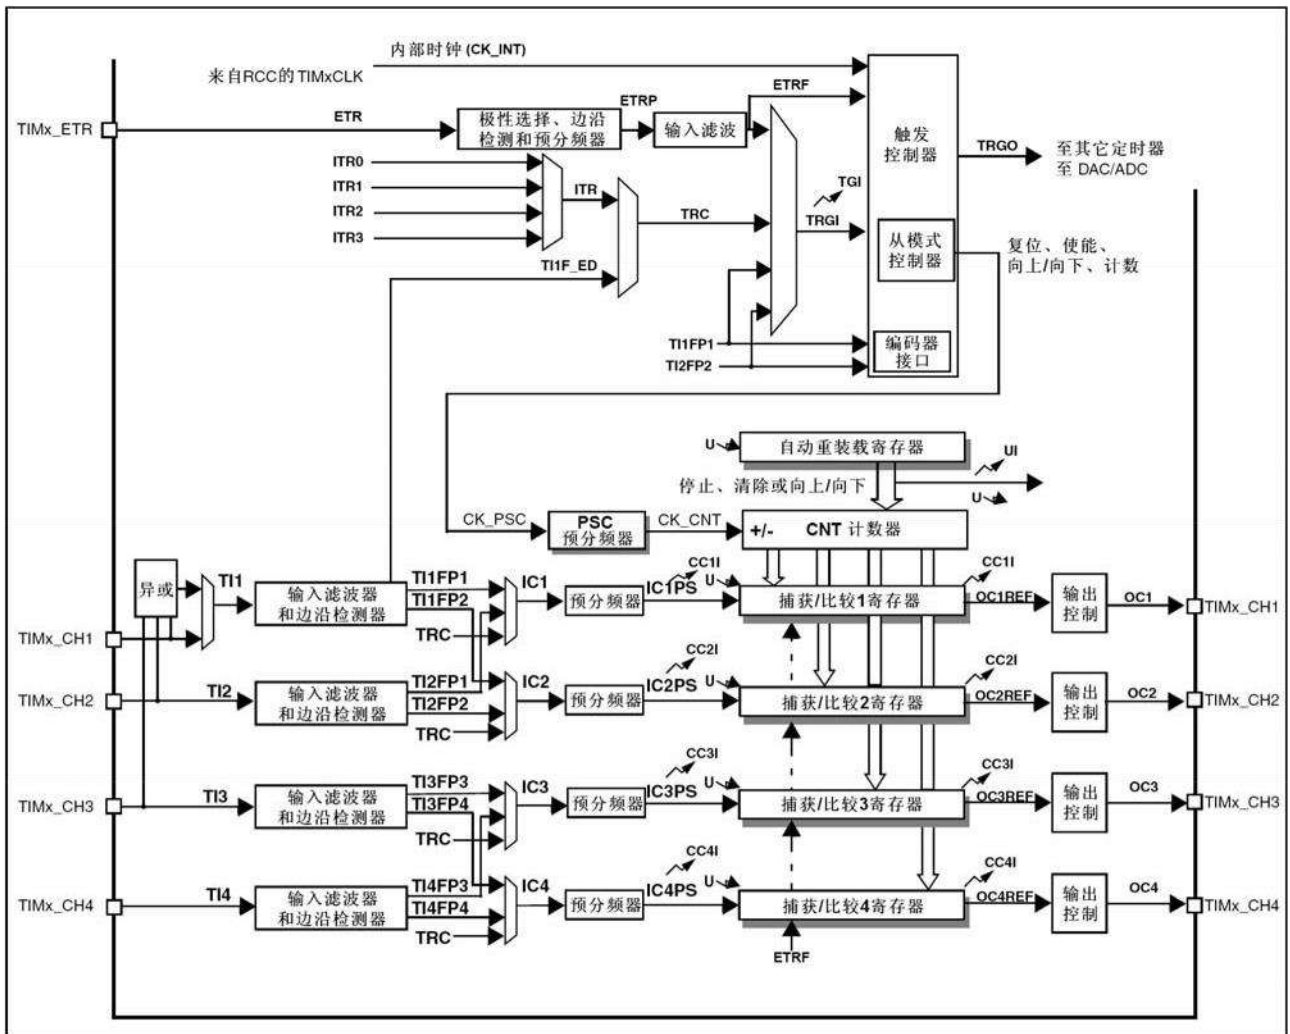 内部时钟 (CK_INT)
来自RCC的TIMxCLK
ETRF
ETRP
ETR
TIMx_ETR
极性选择、边沿
检测和预分频器
输入滤波
触发
控制器
TRGO
至其它定时器
至 DAC/ADC
ITR0
ITR1
ITR2
ITR3
ITR
TRC
TGI
TRGI
从模式
控制器
复位、使能、
向上/向下、计数
TI1F_ED
TI1FP1
TI2FP2
编码器
接口
U
自动重装载寄存器
UI
停止、清除或向上/向下
U
CK_PSC
PSC
预分频器
CK_CNT
+/-
CNT 计数器
异或
TI1
输入滤波器
和边沿检测器
TI1FP1
TI1FP2
TRC
IC1
预分频器
CC1I
IC1PS
U
捕获/比较1寄存器
CC1I
OC1REF
输出
控制
OC1
TIMx_CH1
TIMx_CH1
TIMx_CH2
TI2
输入滤波器
和边沿检测器
TI2FP1
TI2FP2
TRC
IC2
预分频器
CC2I
IC2PS
U
捕获/比较2寄存器
CC2I
OC2REF
输出
控制
OC2
TIMx_CH2
TIMx_CH3
TI3
输入滤波器
和边沿检测器
TI3FP3
TI3FP4
TRC
IC3
预分频器
CC3I
IC3PS
U
捕获/比较3寄存器
CC3I
OC3REF
输出
控制
OC3
TIMx_CH3
TIMx_CH4
TI4
输入滤波器
和边沿检测器
TI4FP3
TI4FP4
TRC
IC4
预分频器
CC4I
IC4PS
U
捕获/比较4寄存器
CC4I
OC4REF
输出
控制
OC4
TIMx_CH4
ETRF